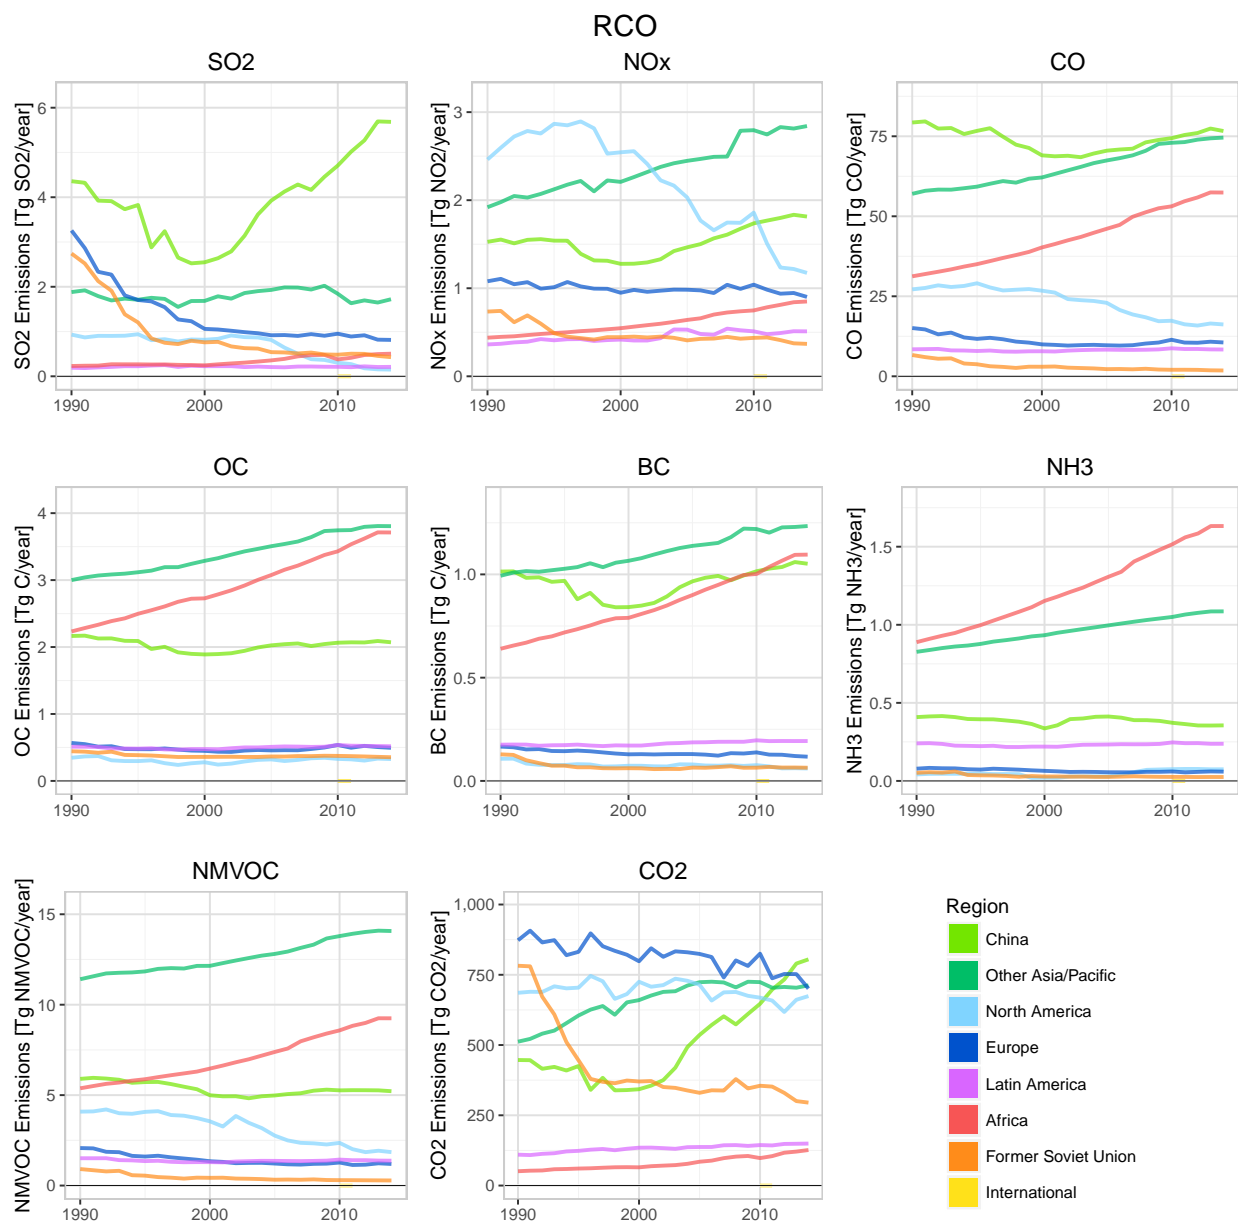 RCO
SO2
NOx
CO
SO2 Emissions [Tg SO2/year]
6
4
2
0
1990
2000
2010
NOx Emissions [Tg NO2/year]
3
2
1
0
1990
2000
2010
CO Emissions [Tg CO/year]
75
50
25
0
1990
2000
2010
OC
BC
NH3
OC Emissions [Tg C/year]
4
3
2
1
0
1990
2000
2010
BC Emissions [Tg C/year]
1.0
0.5
0.0
1990
2000
2010
NH3 Emissions [Tg NH3/year]
1.5
1.0
0.5
0.0
1990
2000
2010
NMVOC
CO2
NMVOC Emissions [Tg NMVOC/year]
15
10
5
0
1990
2000
2010
CO2 Emissions [Tg CO2/year]
1,000
750
500
250
0
1990
2000
2010
Region
China
Other Asia/Pacific
North America
Europe
Latin America
Africa
Former Soviet Union
International